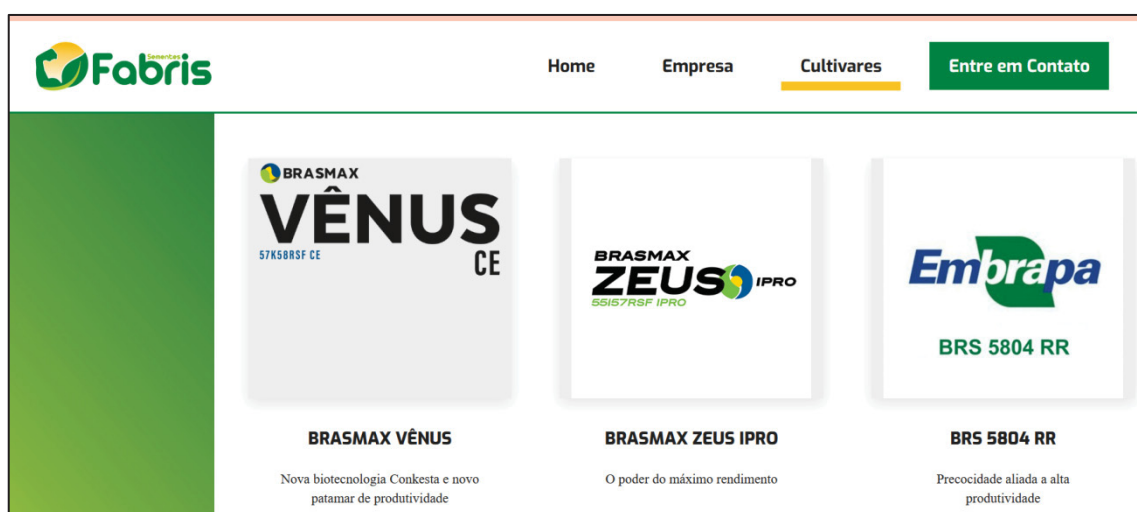 Sementes
Fabris
Home
Empresa
Cultivares
Entre em Contato
BRASMAX
VÊNUS
57K58RSF CE
CE
BRASMAX
ZEUS IPRO
55I57RSF IPRO
Embrapa
BRS 5804 RR
BRASMAX VÊNUS
Nova biotecnologia Conkesta e novo
patamar de produtividade
BRASMAX ZEUS IPRO
O poder do máximo rendimento
BRS 5804 RR
Precocidade aliada a alta
produtividade